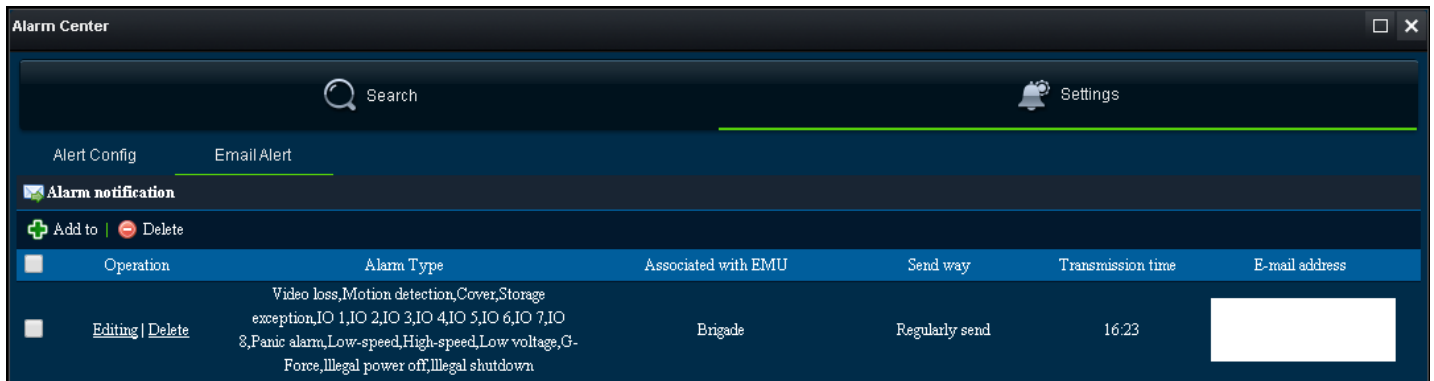 Alarm Center
Search
Settings
Alert Config
Email Alert
Alarm notification
Add to | Delete
Operation
Alarm Type
Associated with EMU
Send way
Transmission time
E-mail address
Editing | Delete
Video loss,Motion detection,Cover,Storage
exception,IO 1,IO 2,IO 3,IO 4,IO 5,IO 6,IO 7,IO
8,Panic alarm,Low-speed,High-speed,Low voltage,G-
Force,Illegal power off,Illegal shutdown
Brigade
Regularly send
16:23